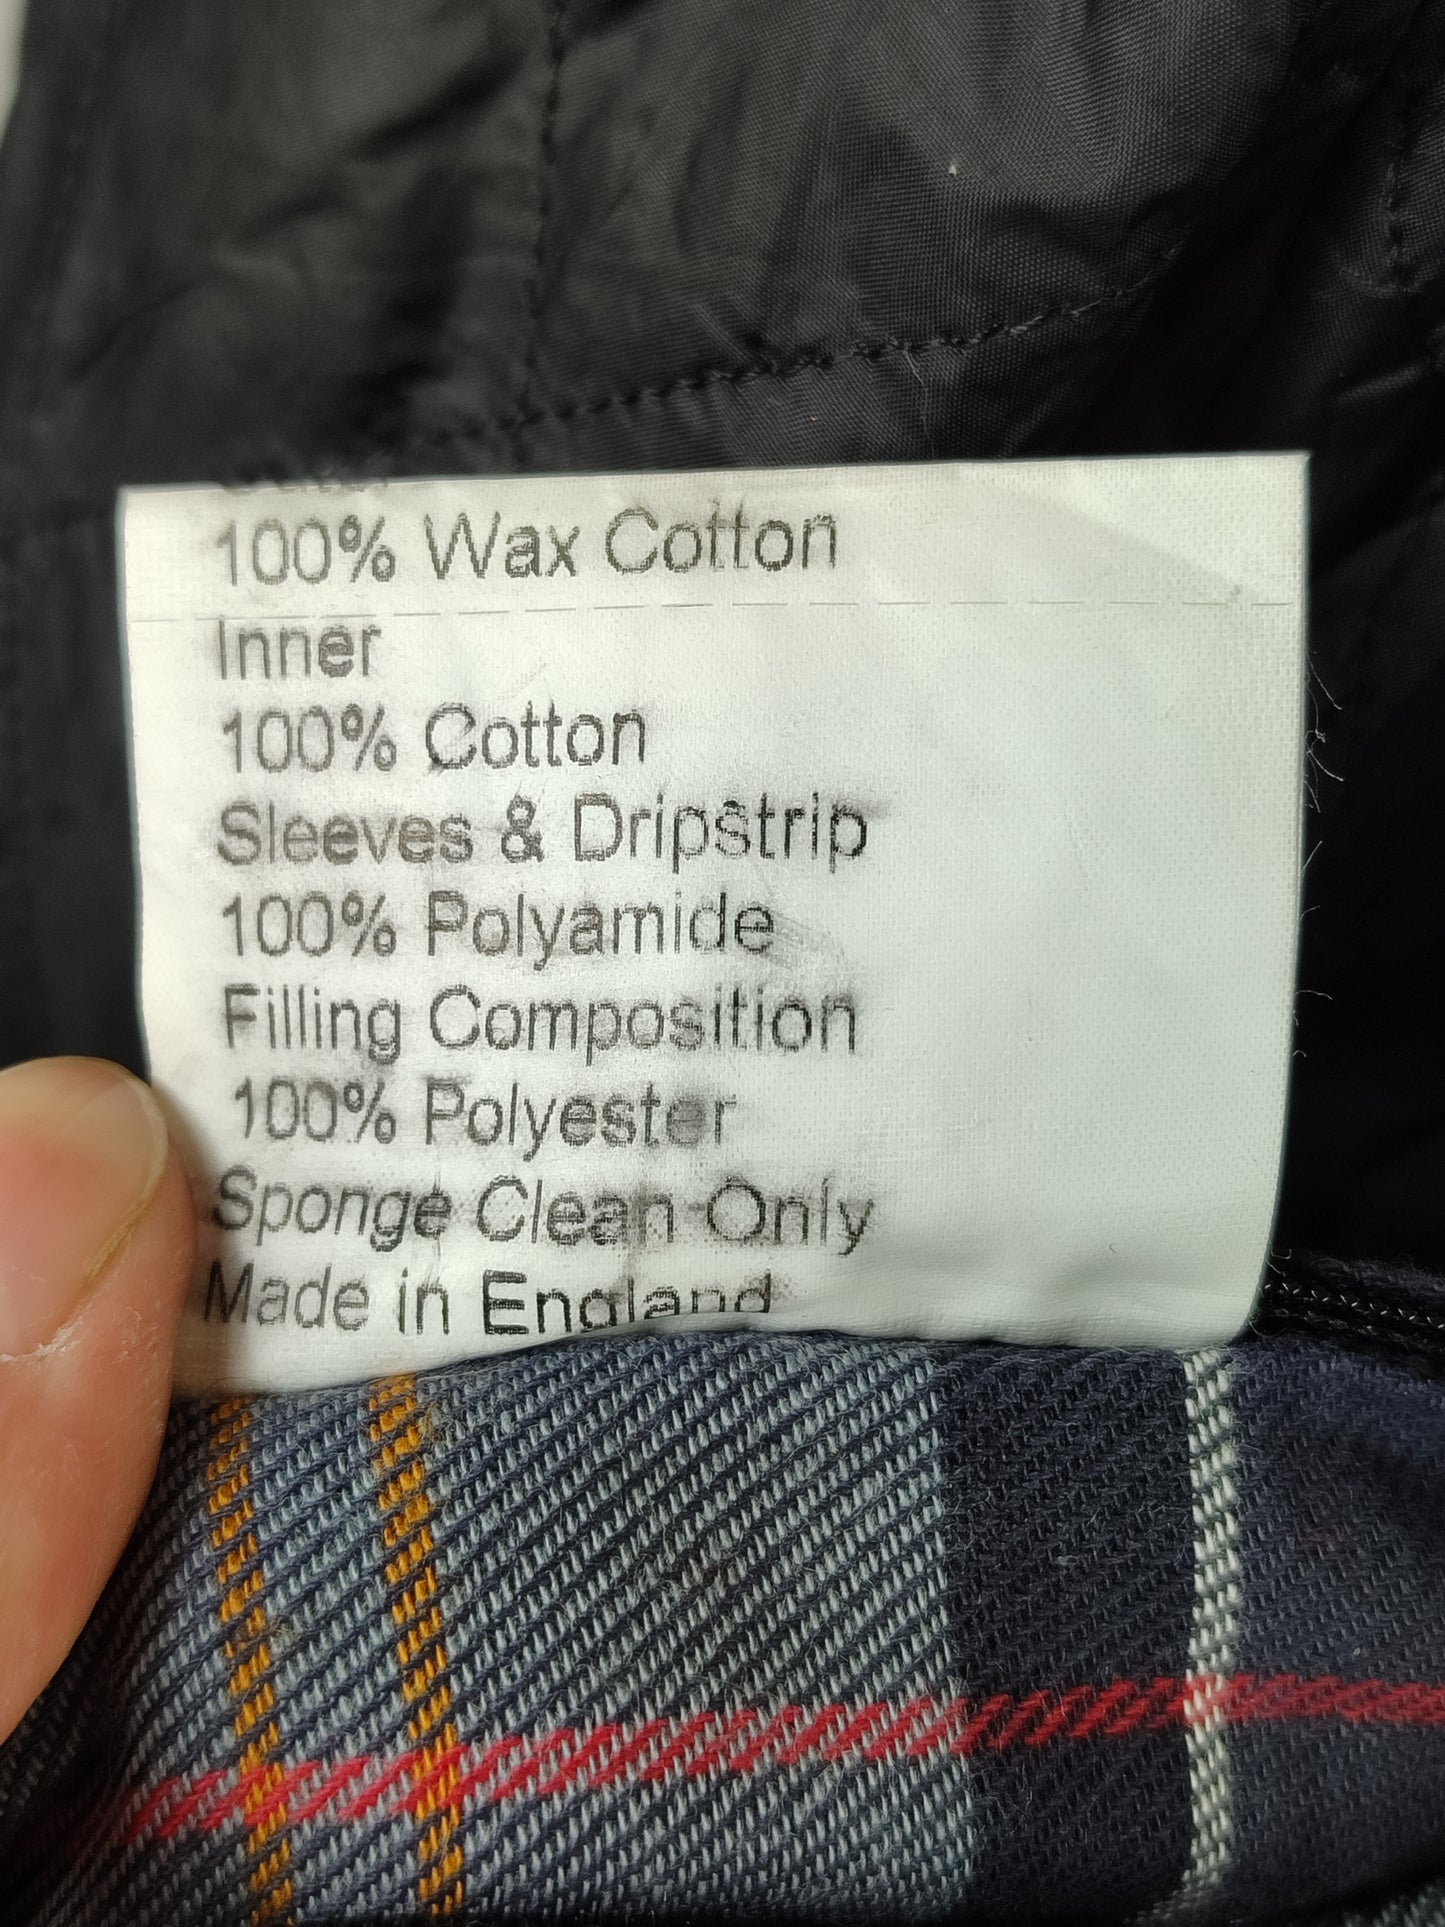 100% Wax Cotton
Inner
100% Cotton
Sleeves & Dripstrip
100% Polyamide
Filling Composition
100% Polyester
Sponge Clean Only
Made in England